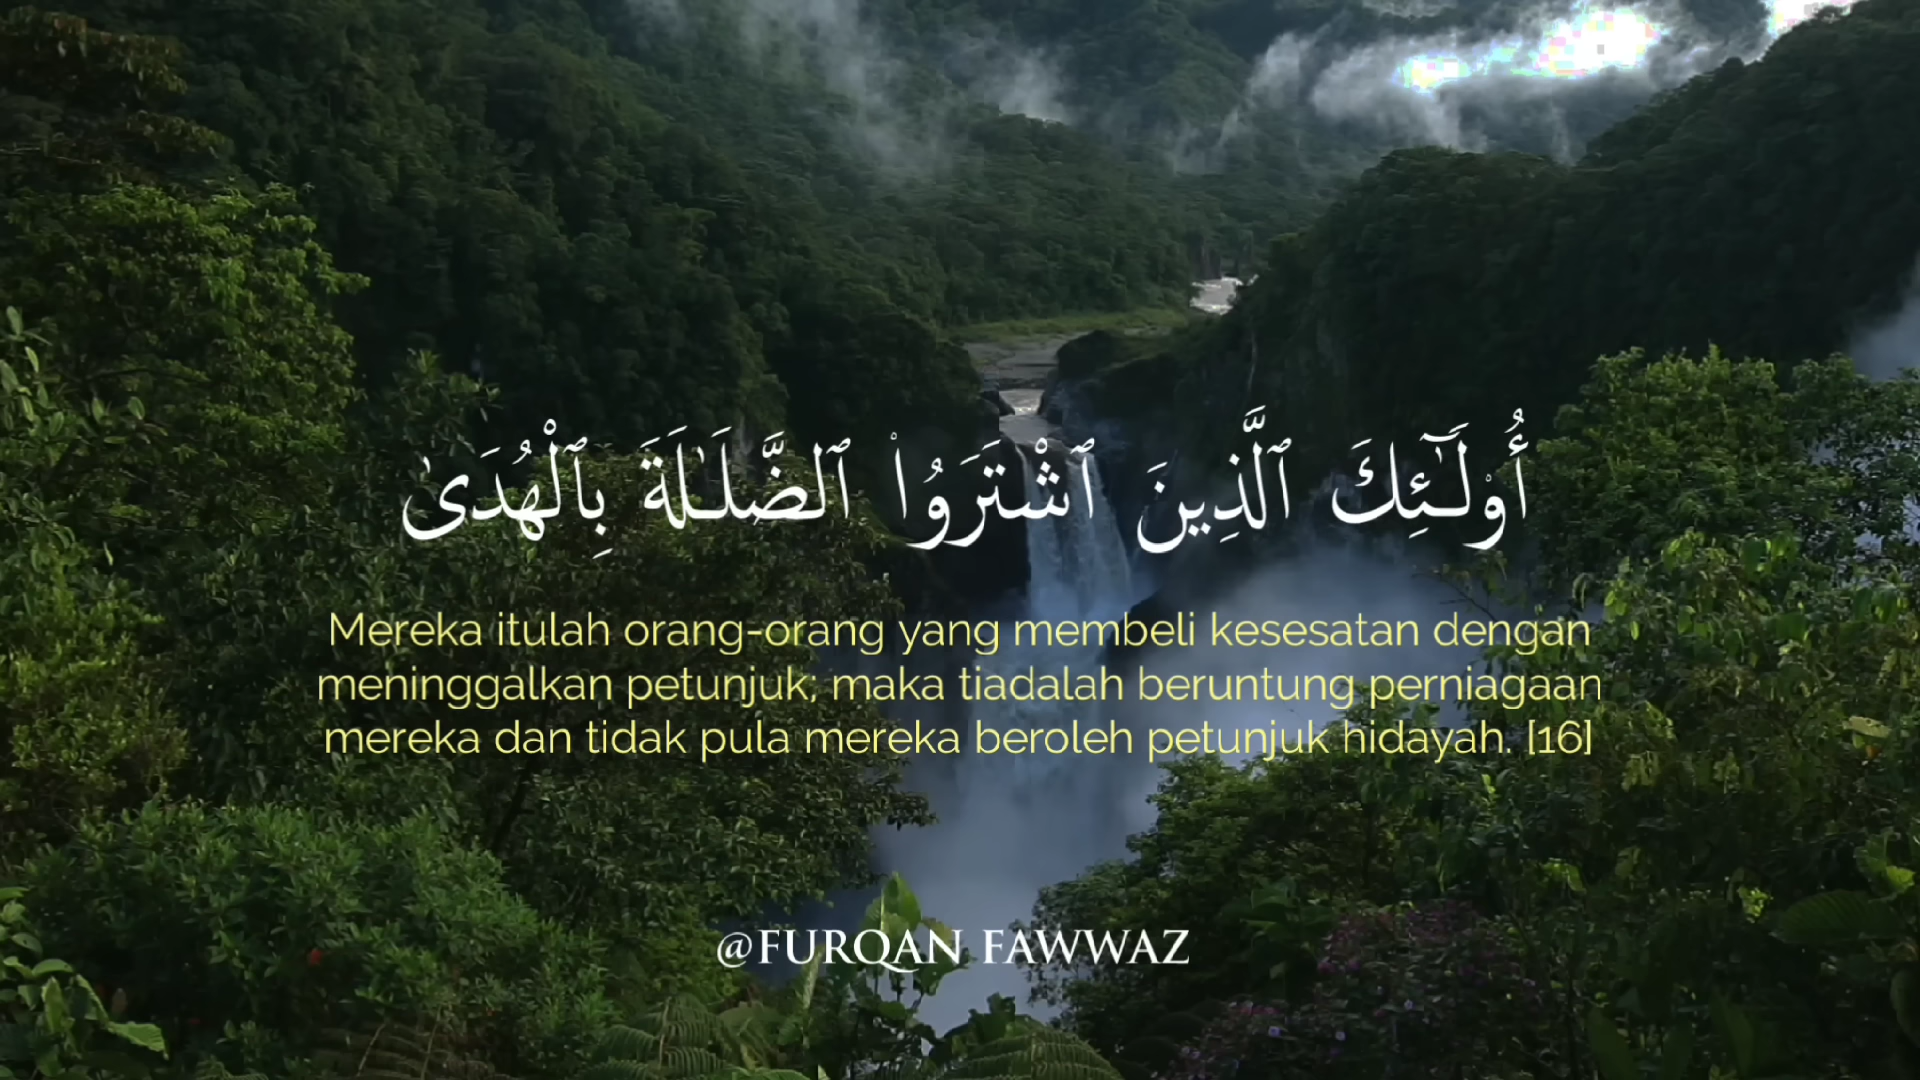 أُو۟لَـٰٓئِكَ ٱلَّذِينَ ٱشْتَرَوُا۟ ٱلضَّلَـٰلَةَ بِٱلْهُدَىٰ
Mereka itulah orang-orang yang membeli kesesatan dengan
meninggalkan petunjuk; maka tiadalah beruntung perniagaan
mereka dan tidak pula mereka beroleh petunjuk hidayah. [16]
@FURQAN FAWWAZ